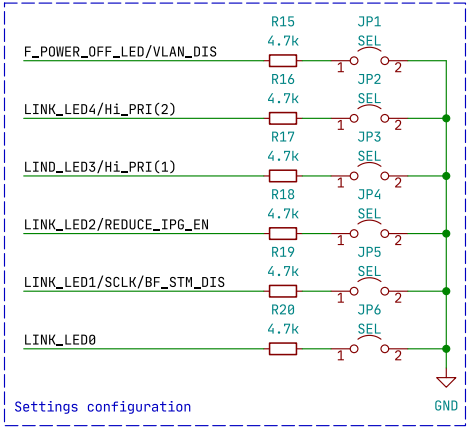 R15 JP1
4.7k SEL
F_POWER_OFF_LED/VLAN_DIS
1 2
R16 JP2
4.7k SEL
LINK_LED4/Hi_PRI(2)
1 2
R17 JP3
4.7k SEL
LIND_LED3/Hi_PRI(1)
1 2
R18 JP4
4.7k SEL
LINK_LED2/REDUCE_IPG_EN
1 2
R19 JP5
4.7k SEL
LINK_LED1/SCLK/BF_STM_DIS
1 2
R20 JP6
4.7k SEL
LINK_LED0
1 2
Settings configuration GND